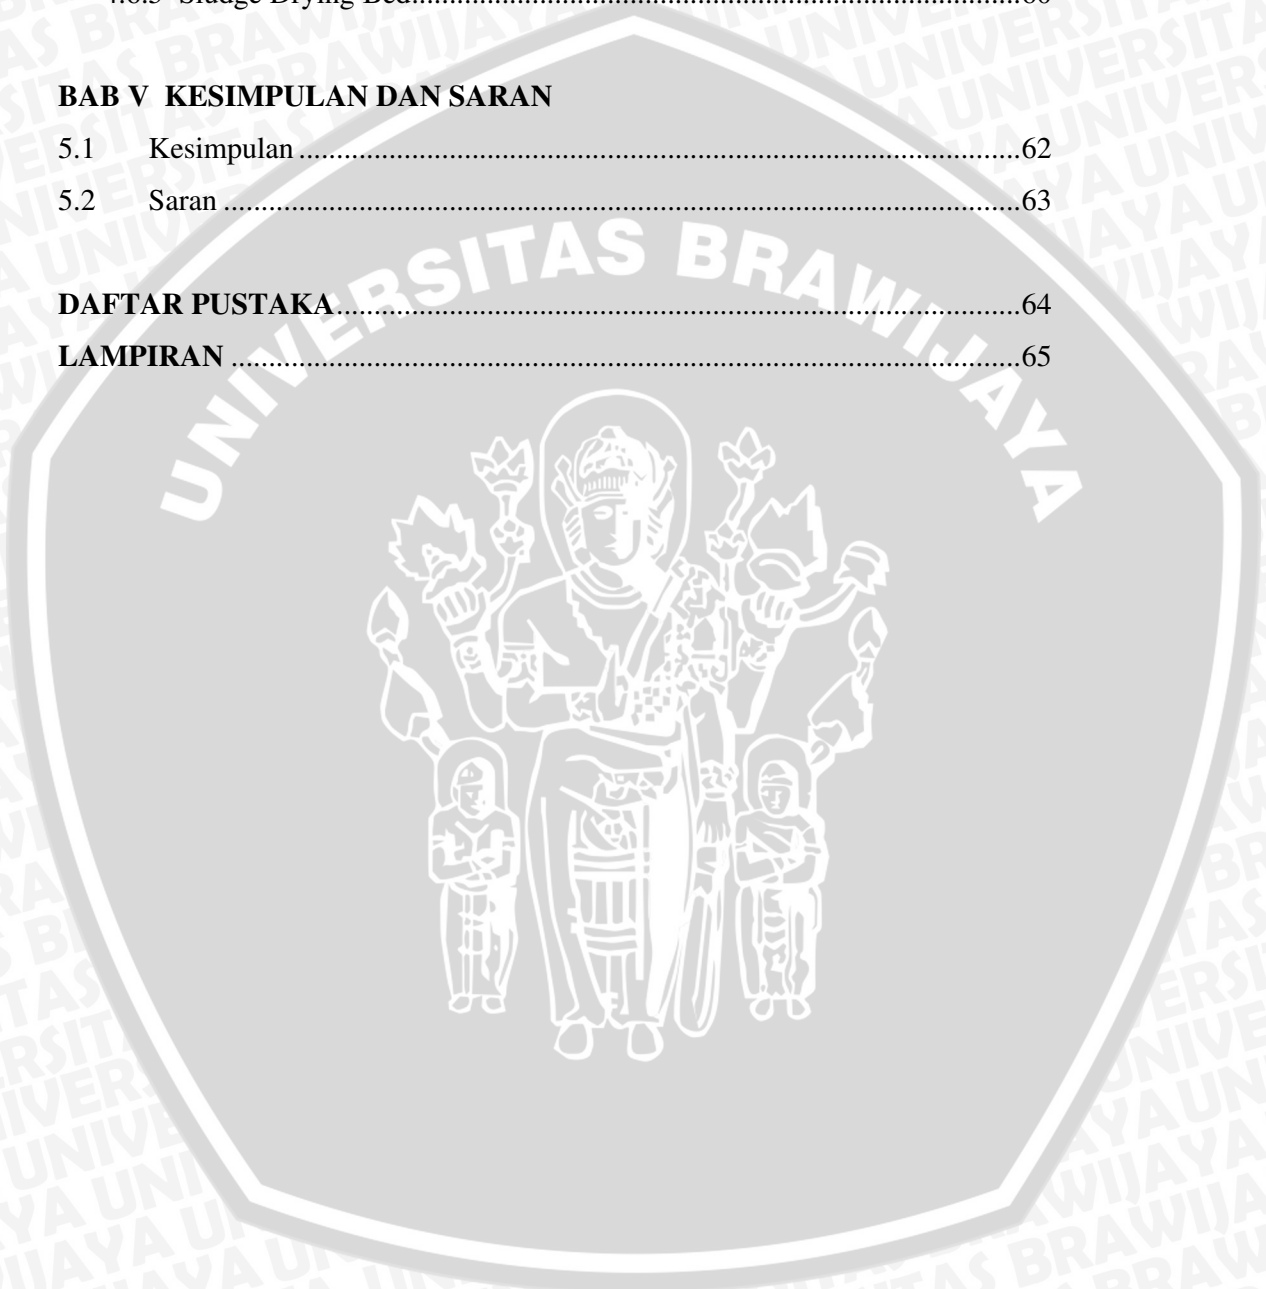 BAB V KESIMPULAN DAN SARAN
5.1 Kesimpulan ........................................................................................................62
5.2 Saran ........................................................................................................63
DAFTAR PUSTAKA........................................................................................................64
LAMPIRAN ........................................................................................................65
UNIVERSITAS BRAWIJAYA